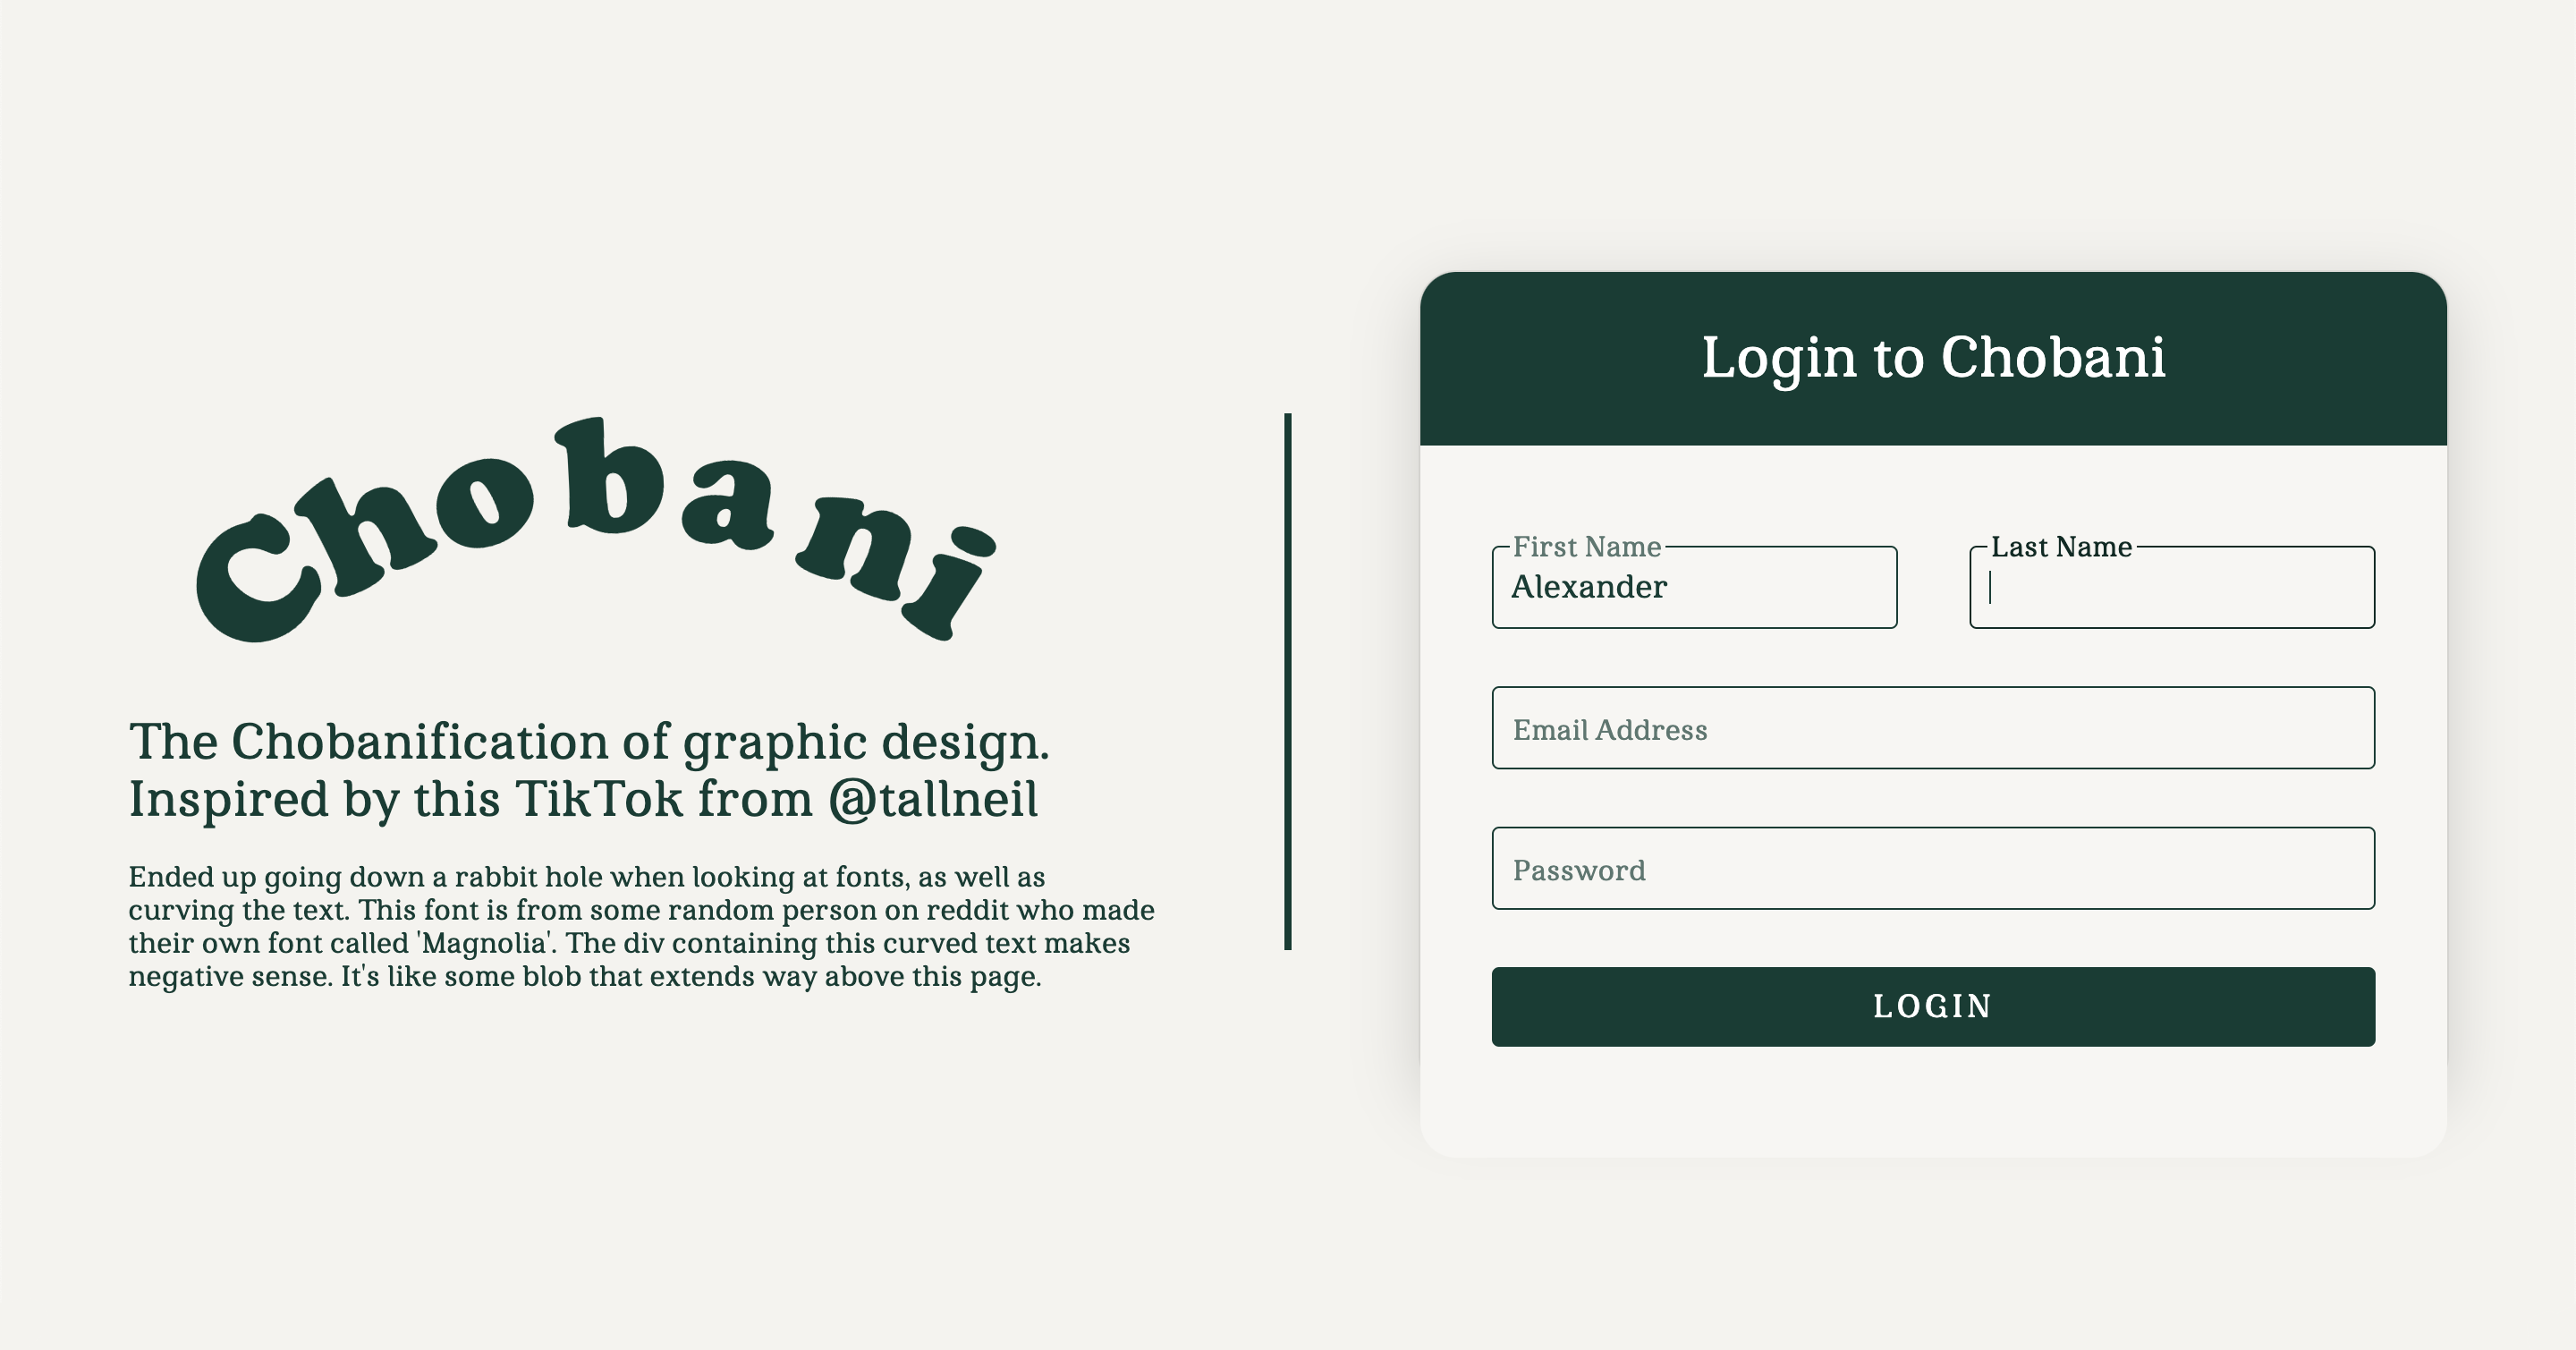 Chobani
The Chobanification of graphic design.
Inspired by this TikTok from @tallneil
Ended up going down a rabbit hole when looking at fonts, as well as
curving the text. This font is from some random person on reddit who made
their own font called 'Magnolia'. The div containing this curved text makes
negative sense. It's like some blob that extends way above this page.
Login to Chobani
First Name
Alexander
Last Name
Email Address
Password
LOGIN